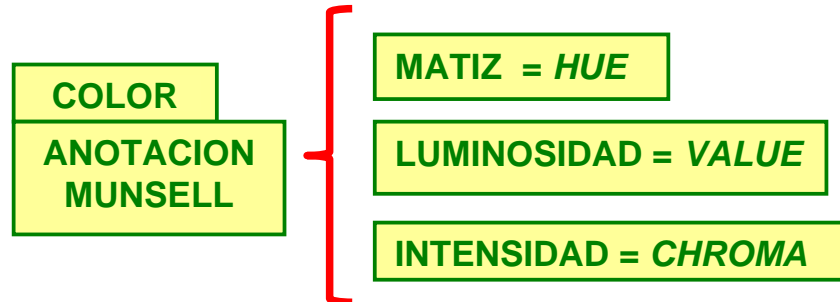 COLOR
ANOTACION
MUNSELL
MATIZ = HUE
LUMINOSIDAD = VALUE
INTENSIDAD = CHROMA